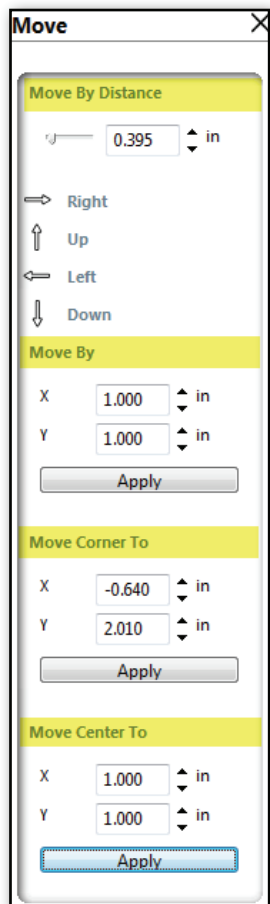 Move
Move By Distance
0.395 in
Right
Up
Left
Down
Move By
X 1.000 in
Y 1.000 in
Apply
Move Corner To
X -0.640 in
Y 2.010 in
Apply
Move Center To
X 1.000 in
Y 1.000 in
Apply